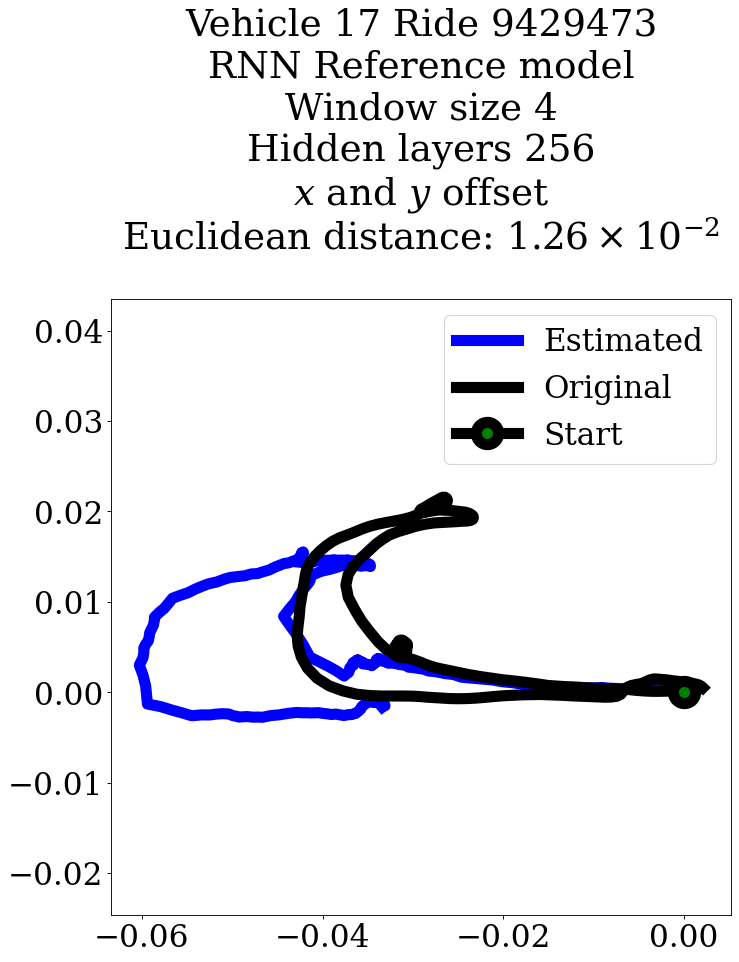 Vehicle 17 Ride 9429473
RNN Reference model
Window size 4
Hidden layers 256
x and y offset
Euclidean distance: 1.26 × 10⁻²
Estimated
Original
Start
0.04
0.03
0.02
0.01
0.00
−0.01
−0.02
−0.06 −0.04 −0.02 0.00